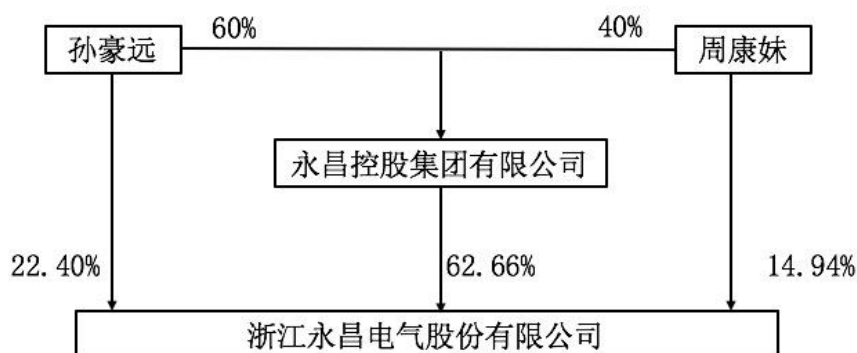 60%
40%
孙豪远
周康妹
永昌控股集团有限公司
22.40%
62.66%
14.94%
浙江永昌电气股份有限公司